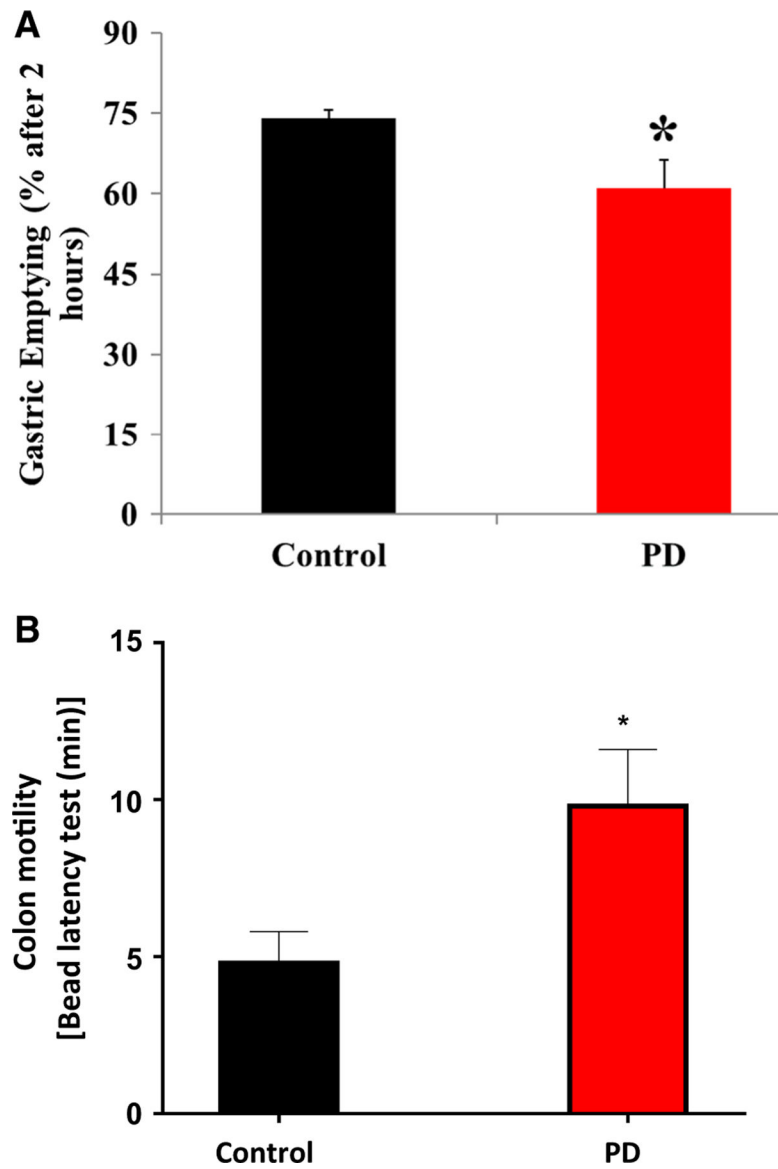 A
Gastric Emptying (% after 2
hours)
90
75
60
45
30
15
0
*
Control
PD
B
Colon motility
[Bead latency test (min)]
15
10
5
0
*
Control
PD